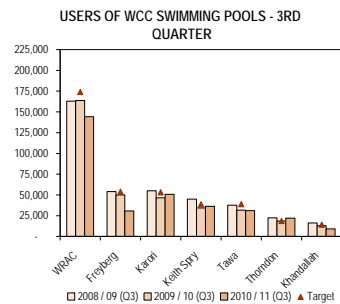 USERS OF WCC SWIMMING POOLS - 3RD
QUARTER
225,000
200,000
175,000
150,000
125,000
100,000
75,000
50,000
25,000
-
WRAC
Freyberg
Karori
Keith Spry
Tawa
Thorndon
Khandallah
2008 / 09 (Q3) 2009 / 10 (Q3) 2010 / 11 (Q3) Target